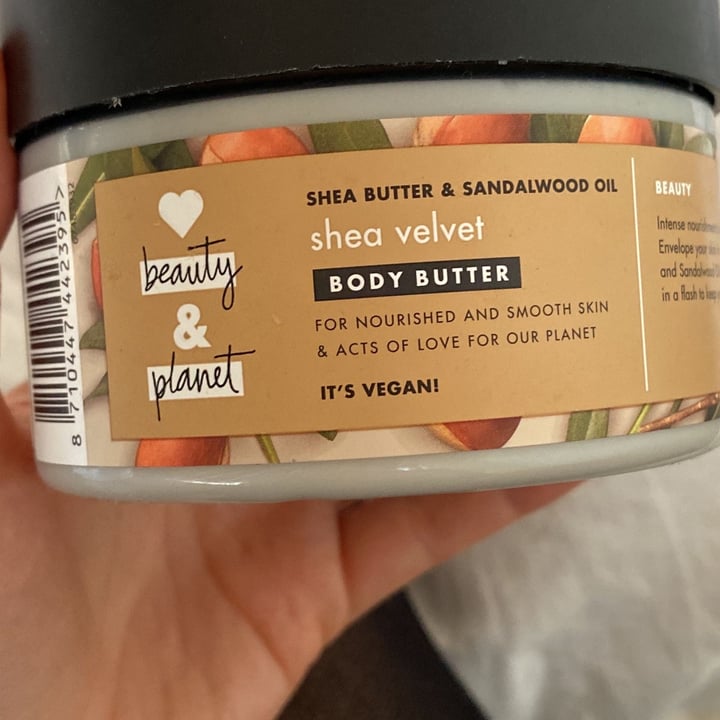 beauty
&
planet
SHEA BUTTER & SANDALWOOD OIL
shea velvet
BODY BUTTER
FOR NOURISHED AND SMOOTH SKIN
& ACTS OF LOVE FOR OUR PLANET
IT'S VEGAN!
BEAUTY
Intense
Envelope your
and Sandalwood
in a flash to keep
8 710447 442395 >